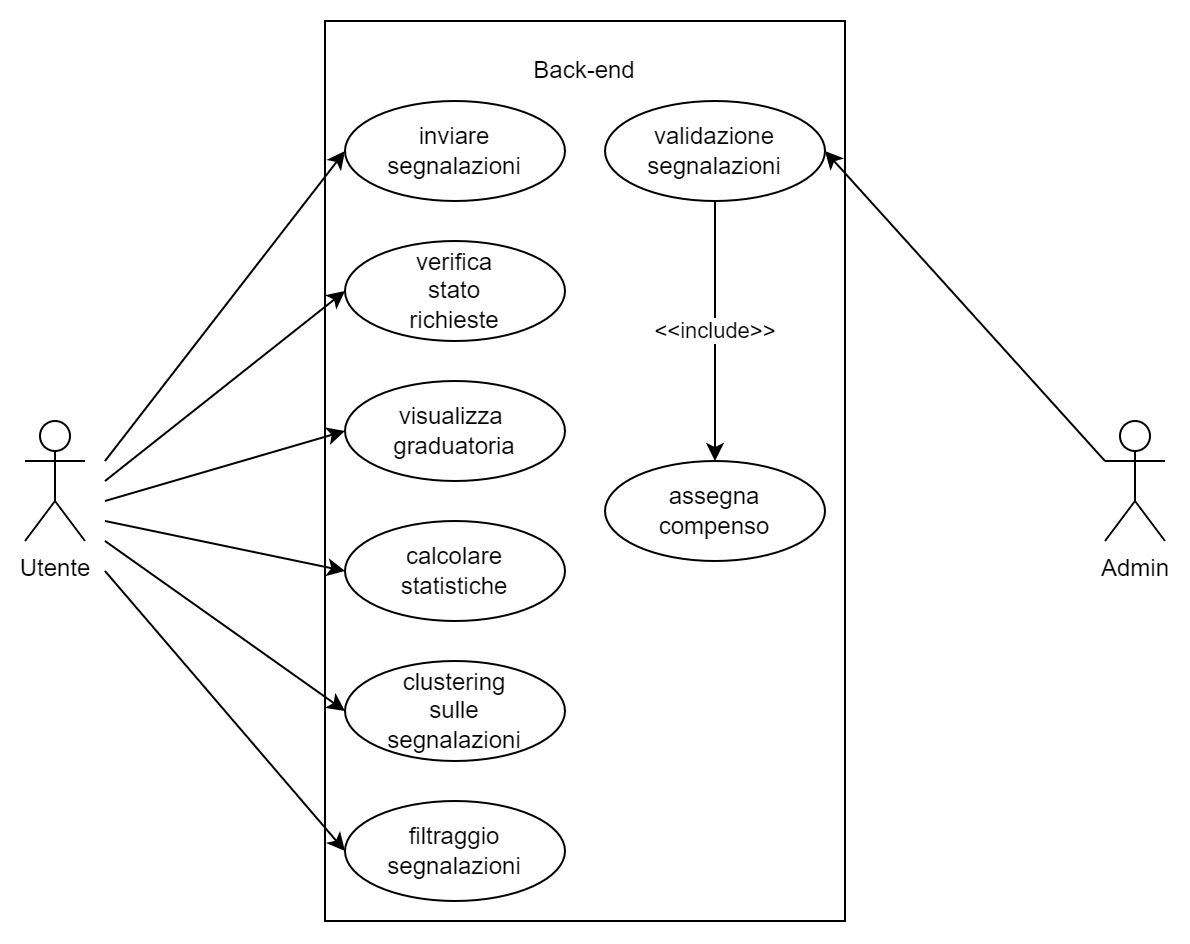 Back-end
inviare
segnalazioni
validazione
segnalazioni
verifica
stato
richieste
<<include>>
visualizza
graduatoria
assegna
compenso
calcolare
statistiche
Utente
Admin
clustering
sulle
segnalazioni
filtraggio
segnalazioni